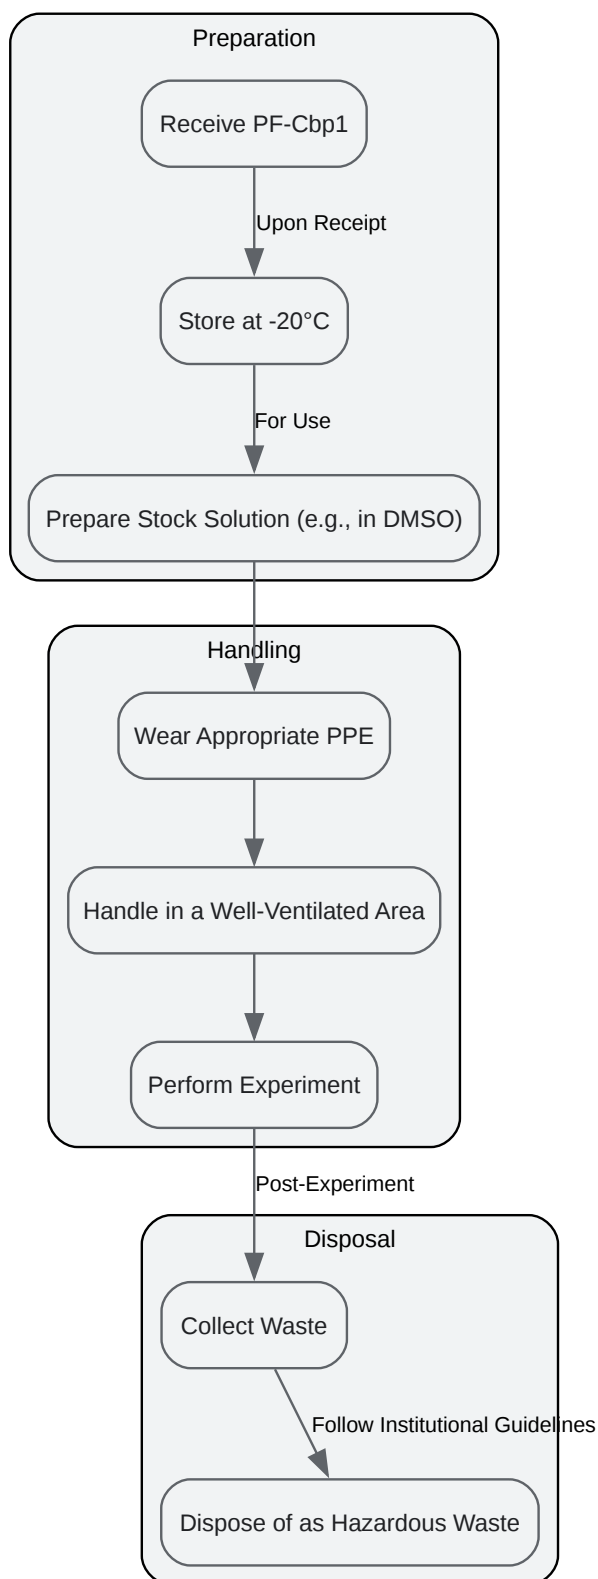 Preparation
Receive PF-Cbp1
Upon Receipt
Store at -20°C
For Use
Prepare Stock Solution (e.g., in DMSO)
Handling
Wear Appropriate PPE
Handle in a Well-Ventilated Area
Perform Experiment
Post-Experiment
Disposal
Collect Waste
Follow Institutional Guidelines
Dispose of as Hazardous Waste